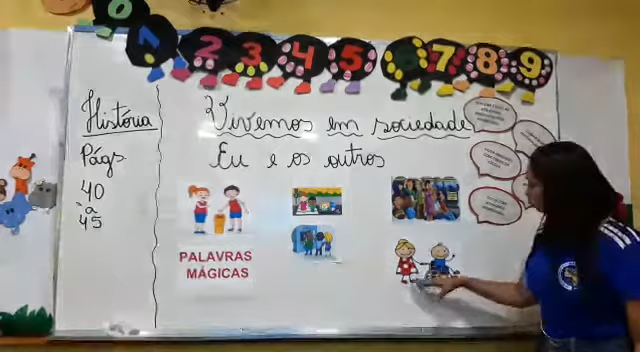 0 1 2 3 4 5 6 7 8 9
História
Págs
40
a
45
Vivemos em sociedade
Eu e os outros
PALAVRAS
MÁGICAS